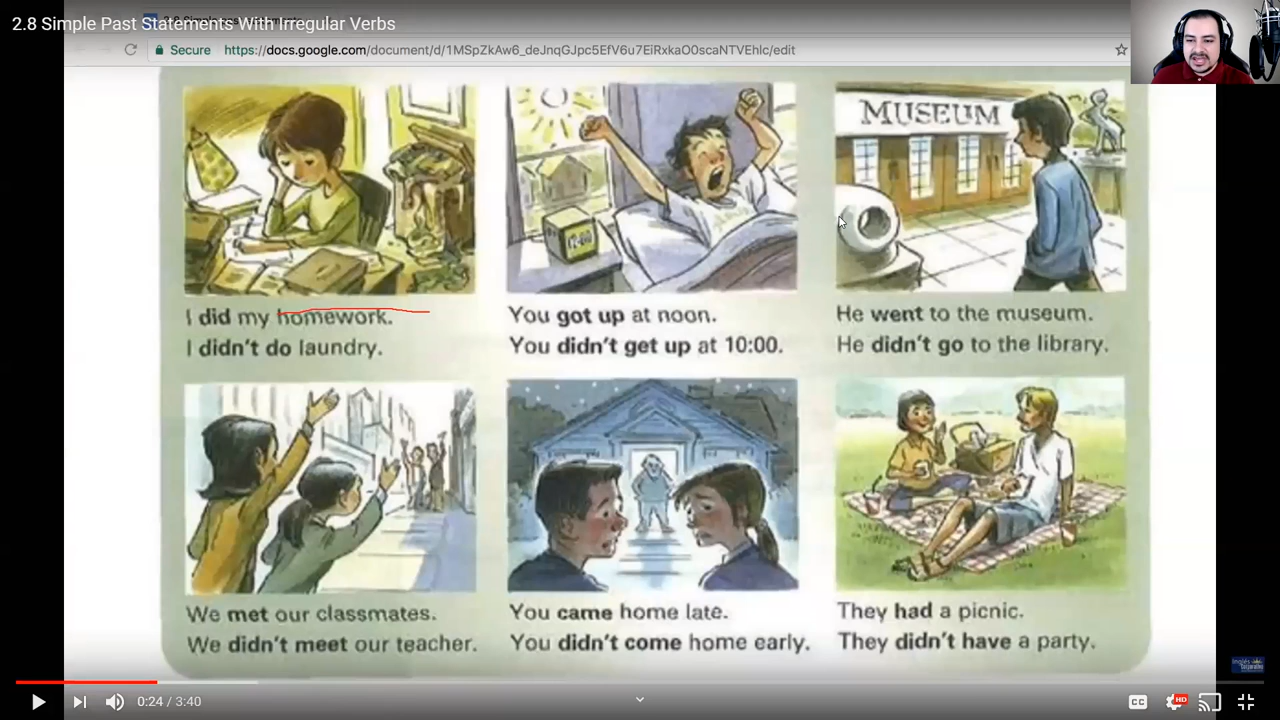 2.8 Simple Past Statements With Irregular Verbs
Secure https://docs.google.com/document/d/1MSpZkAw6_deJnqGJpc5EfV6u7EiRxkaO0scaNTVEhlc/edit
MUSEUM
I did my homework.
I didn't do laundry.
You got up at noon.
You didn't get up at 10:00.
He went to the museum.
He didn't go to the library.
We met our classmates.
We didn't meet our teacher.
You came home late.
You didn't come home early.
They had a picnic.
They didn't have a party.
0:24 / 3:40
CC
HD